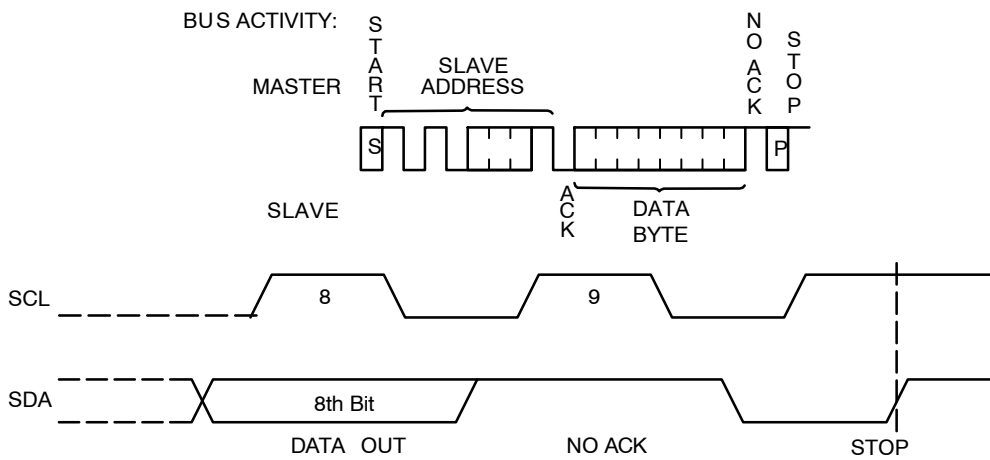 BUS ACTIVITY:
START
NO ACK
STOP
MASTER
SLAVE
ADDRESS
S
P
SLAVE
ACK
DATA
BYTE
SCL
8
9
SDA
8th Bit
DATA OUT
NO ACK
STOP